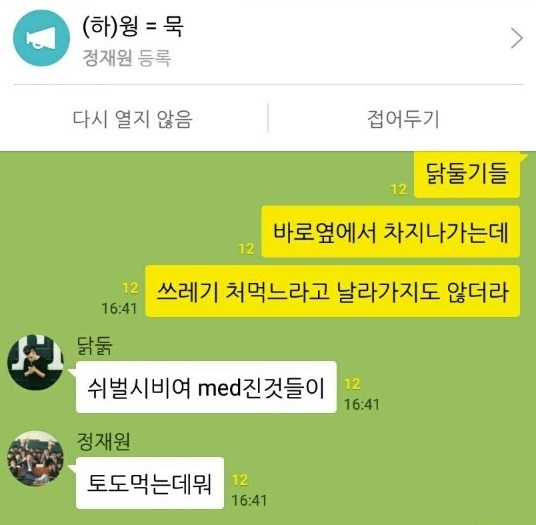 (하)웡 = 묵
정재원 등록
다시 열지 않음
접어두기
닭둘기들
12
바로옆에서 차지나가는데
12
쓰레기 처먹느라고 날라가지도 않더라
12
16:41
닭둙
쉬벌시비여 med진것들이
12
16:41
정재원
토도먹는데뭐
12
16:41